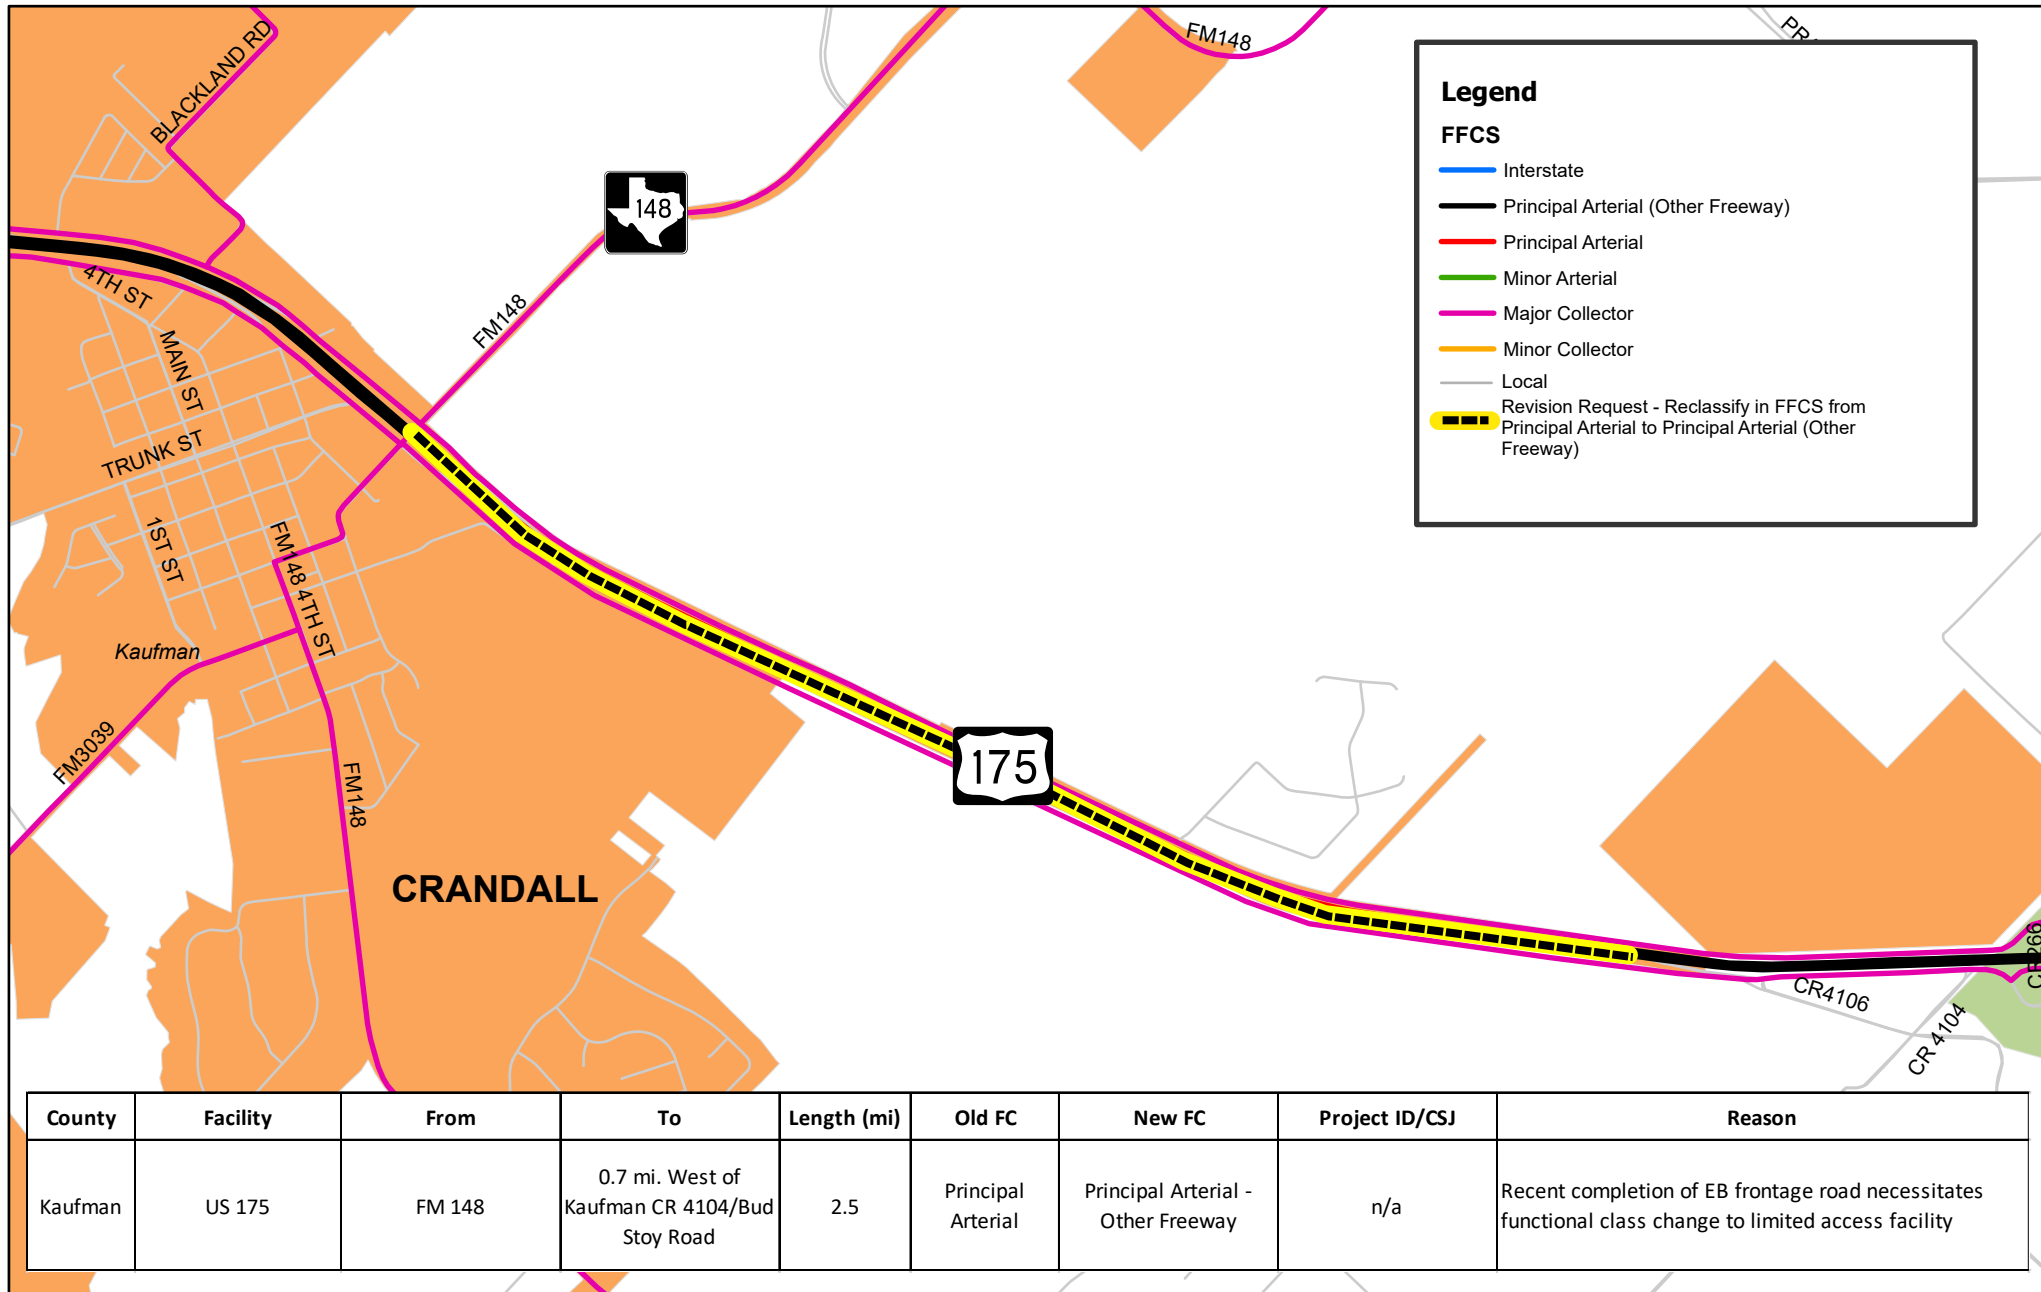 BLACKLAND RD
FM148
PR
148
FM148
4TH ST
MAIN ST
TRUNK ST
1ST ST
FM148
4TH ST
Kaufman
FM3039
FM148
CRANDALL
175
CR4106
CR 4104
CR266
Legend
FFCS
Interstate
Principal Arterial (Other Freeway)
Principal Arterial
Minor Arterial
Major Collector
Minor Collector
Local
Revision Request - Reclassify in FFCS from
Principal Arterial to Principal Arterial (Other
Freeway)
County Facility From To Length (mi) Old FC New FC Project ID/CSJ Reason
Kaufman US 175 FM 148
0.7 mi. West of
Kaufman CR 4104/Bud
Stoy Road
2.5
Principal
Arterial
Principal Arterial -
Other Freeway
n/a
Recent completion of EB frontage road necessitates
functional class change to limited access facility